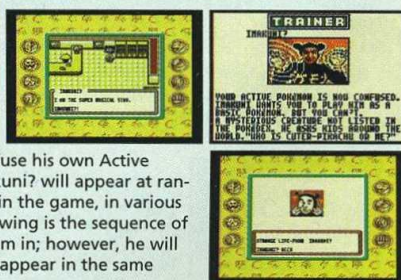 IMAKUNI?
I AM THE SUPER MAGICAL STAR,
IMAKUNI?!
TRAINER
IMAKUNI?
YOUR ACTIVE POKéMON IS NOW CONFUSED.
IMAKUNI WANTS YOU TO PLAY HIM AS A
BASIC POKéMON, BUT YOU CAN'T.
A MYSTERIOUS CREATURE NOT LISTED IN
THE POKéDEX. HE ASKS KIDS AROUND THE
WORLD, "WHO IS CUTER-PIKACHU OR ME?"
use his own Active
kuni? will appear at ran-
in the game, in various
wing is the sequence of
m in; however, he will
appear in the same
STRANGE LIFE-FORM IMAKUNI?
IMAKUNI? DECK